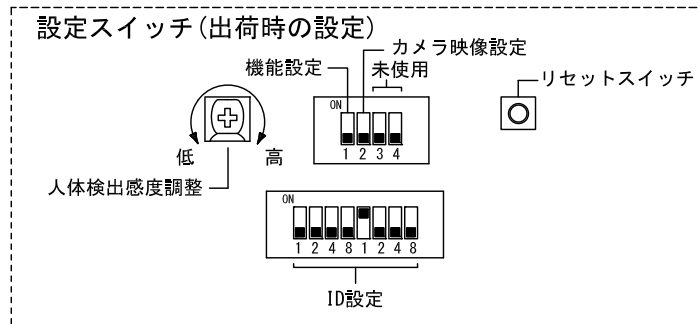 設定スイッチ(出荷時の設定)
カメラ映像設定
機能設定
未使用
リセットスイッチ
ON
1 2 3 4
低
高
人体検出感度調整
ON
1 2 4 8 1 2 4 8
ID設定